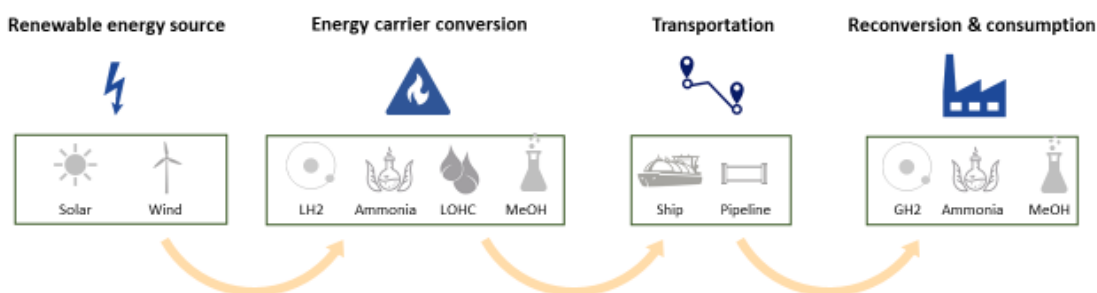 Renewable energy source
Energy carrier conversion
Transportation
Reconversion & consumption
Solar
Wind
LH2
Ammonia
LOHC
MeOH
Ship
Pipeline
GH2
Ammonia
MeOH